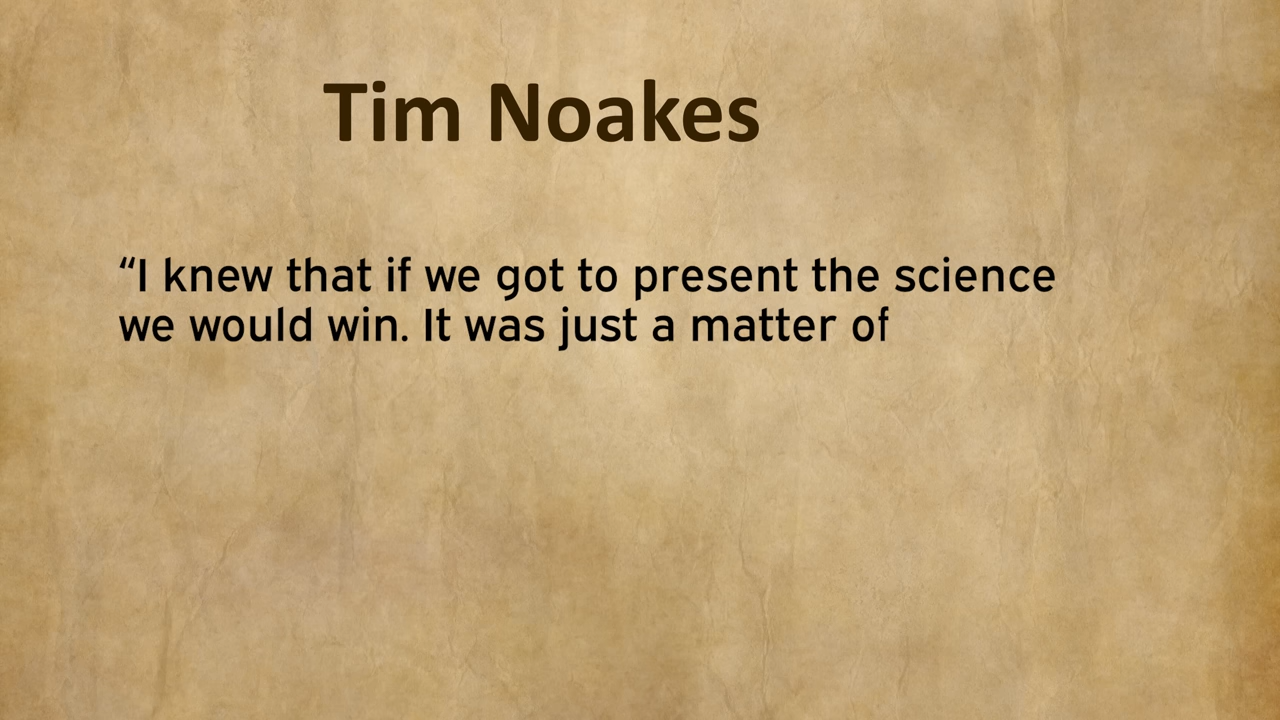 Tim Noakes
“I knew that if we got to present the science
we would win. It was just a matter of